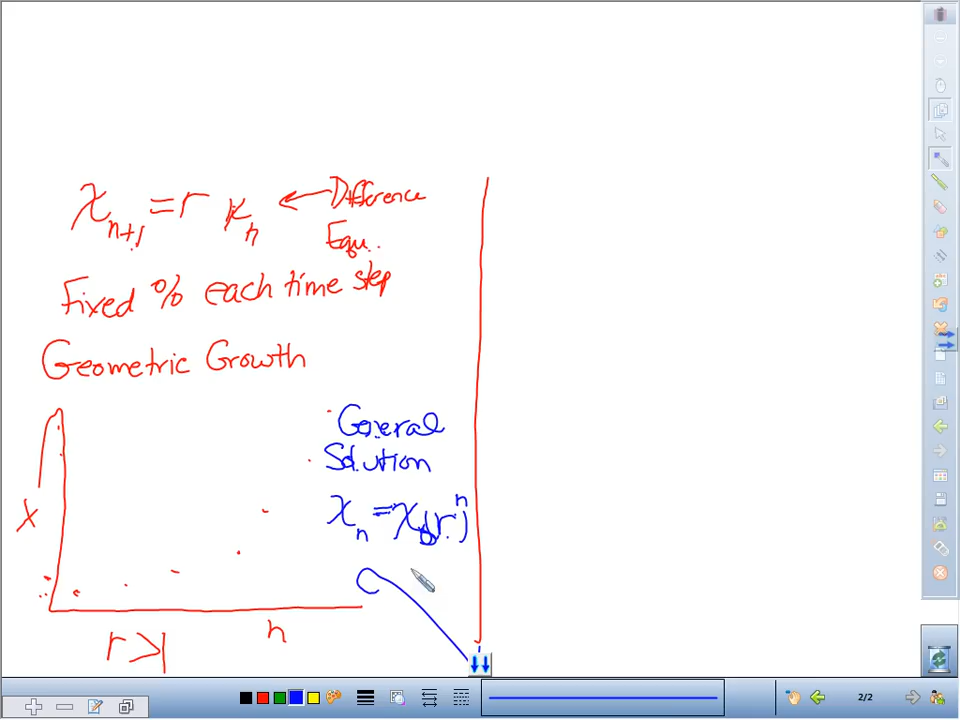 x_{n+1} = r x_n ← Difference
Equ..
Fixed % each time step
Geometric Growth
General
Solution
x_n = x_0(r)^n
x
n
r>1
2/2